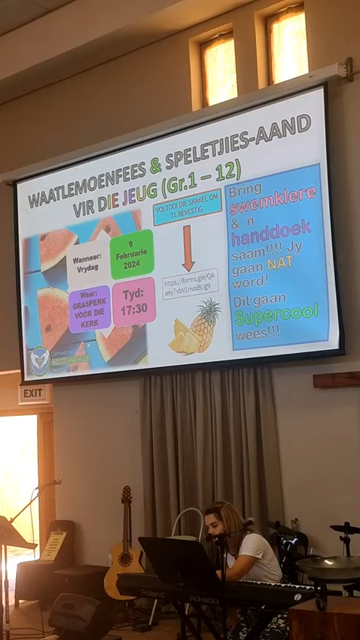 WAATLEMOENFEES & SPELETJIES-AAND
VIR DIE JEUG (Gr.1 – 12)
Wanneer:
Vrydag
9
Februarie
2024
Waar:
GRASPERK
VOOR DIE
KERK
Tyd:
17:30
VOLTOOI DIE SKAKEL OM
TE BEVESTIG:
Bring
swemklere
& 'n
handdoek
saam!!!! Jy
gaan NAT
word!
Dit gaan
Supercool
wees!!!
EXIT
Roland